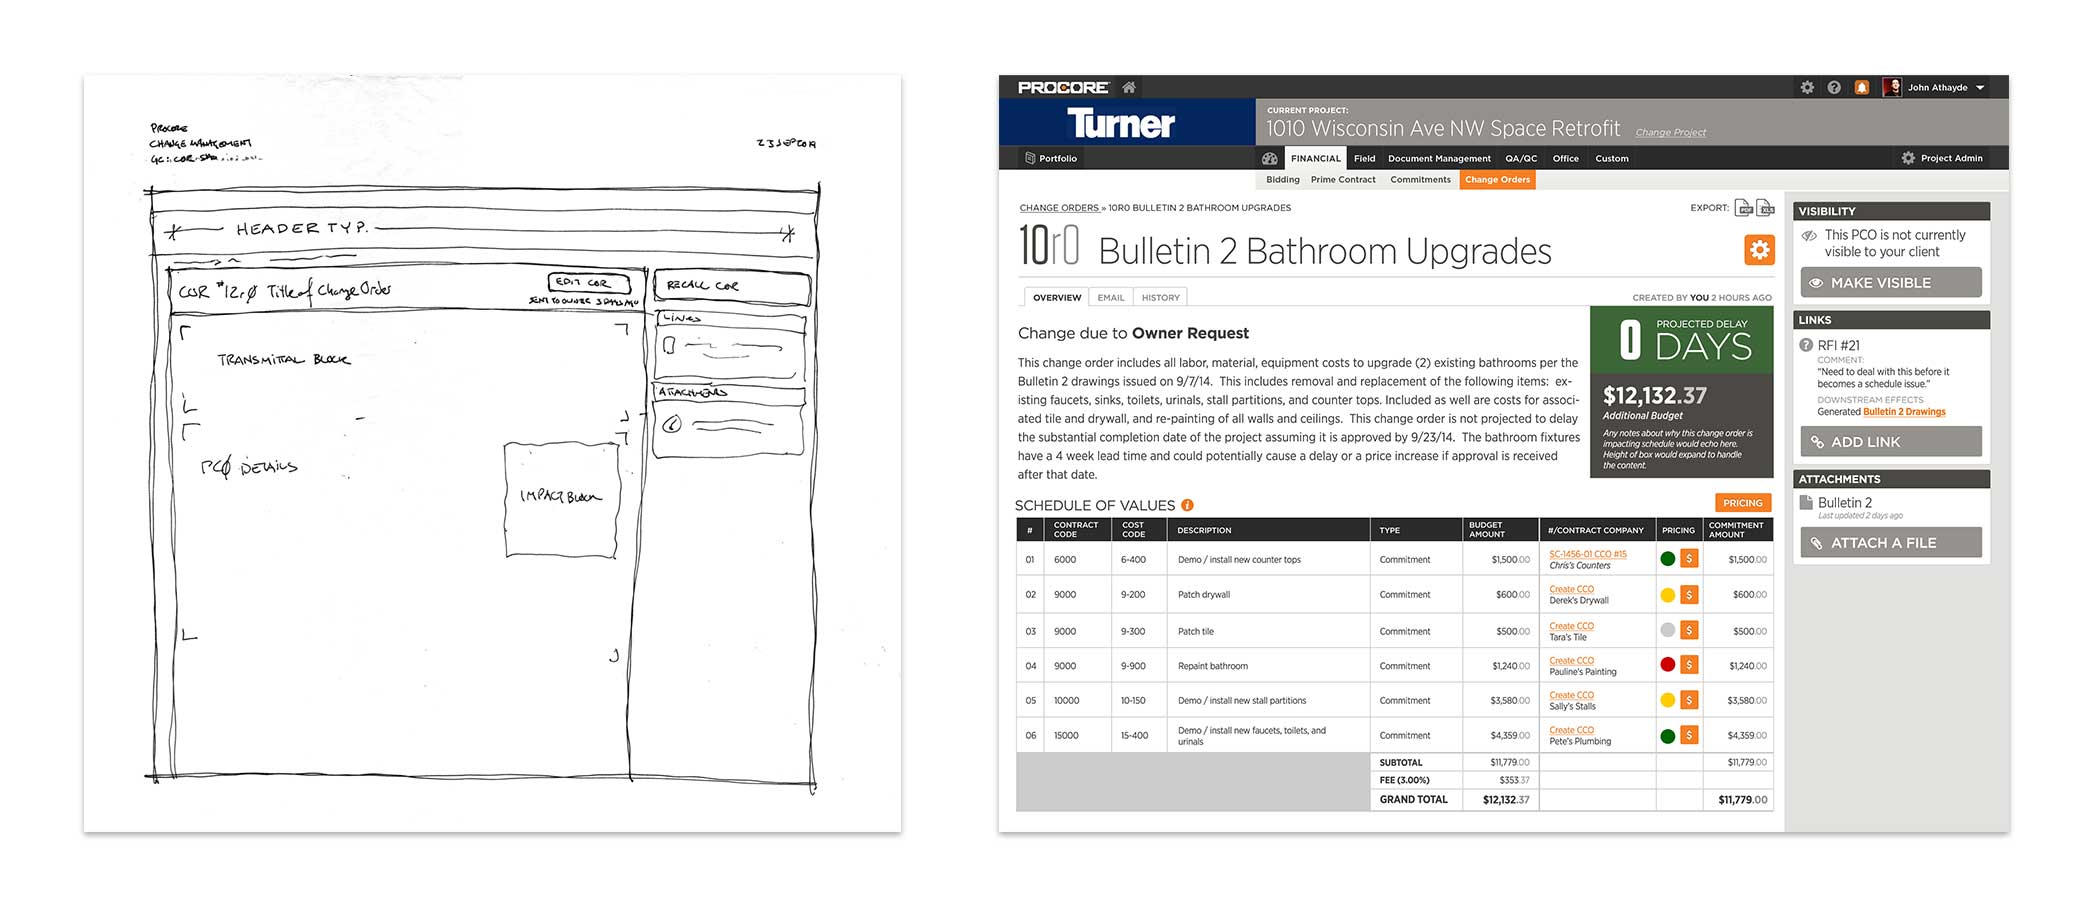 PROCORE
CHANGE MANAGEMENT
23 SEP 2014
HEADER TYP.
COR #12r0 Title of Change Order
EDIT COR
SENT TO OWNER 3 DAYS AGO
RECALL COR
LINKS
TRANSMITTAL BLOCK
ATTACHMENTS
PCO DETAILS
IMPACT BLOCK
PROCORE
John Athayde
Turner
CURRENT PROJECT:
1010 Wisconsin Ave NW Space Retrofit Change Project
Portfolio
FINANCIAL Field Document Management QA/QC Office Custom
Project Admin
Bidding Prime Contract Commitments Change Orders
CHANGE ORDERS » 10R0 BULLETIN 2 BATHROOM UPGRADES
EXPORT: PDF XLS
10r0 Bulletin 2 Bathroom Upgrades
OVERVIEW EMAIL HISTORY
CREATED BY YOU 2 HOURS AGO
Change due to Owner Request
This change order includes all labor, material, equipment costs to upgrade (2) existing bathrooms per the
Bulletin 2 drawings issued on 9/7/14. This includes removal and replacement of the following items: ex-
isting faucets, sinks, toilets, urinals, stall partitions, and counter tops. Included as well are costs for associ-
ated tile and drywall, and re-painting of all walls and ceilings. This change order is not projected to delay
the substantial completion date of the project assuming it is approved by 9/23/14. The bathroom fixtures
have a 4 week lead time and could potentially cause a delay or a price increase if approval is received
after that date.
0 PROJECTED DELAY
DAYS
$12,132.37
Additional Budget
Any notes about why this change order is
impacting schedule would echo here.
Height of box would expand to handle
the content.
SCHEDULE OF VALUES i
PRICING
# CONTRACT CODE COST CODE DESCRIPTION TYPE BUDGET AMOUNT #/CONTRACT COMPANY PRICING COMMITMENT AMOUNT
01 6000 6-400 Demo / install new counter tops Commitment $1,500.00 SC-1456-01 CCO #15 Chris's Counters $ $1,500.00
02 9000 9-200 Patch drywall Commitment $600.00 Create CCO Derek's Drywall $ $600.00
03 9000 9-300 Patch tile Commitment $500.00 Create CCO Tara's Tile $ $500.00
04 9000 9-900 Repaint bathroom Commitment $1,240.00 Create CCO Pauline's Painting $ $1,240.00
05 10000 10-150 Demo / install new stall partitions Commitment $3,580.00 Create CCO Sally's Stalls $ $3,580.00
06 15000 15-400 Demo / install new faucets, toilets, and urinals Commitment $4,359.00 Create CCO Pete's Plumbing $ $4,359.00
SUBTOTAL $11,779.00 $11,779.00
FEE (3.00%) $353.37
GRAND TOTAL $12,132.37 $11,779.00
VISIBILITY
This PCO is not currently
visible to your client
MAKE VISIBLE
LINKS
? RFI #21
COMMENT:
"Need to deal with this before it
becomes a schedule issue."
DOWNSTREAM EFFECTS
Generated Bulletin 2 Drawings
ADD LINK
ATTACHMENTS
Bulletin 2
Last updated 2 days ago
ATTACH A FILE